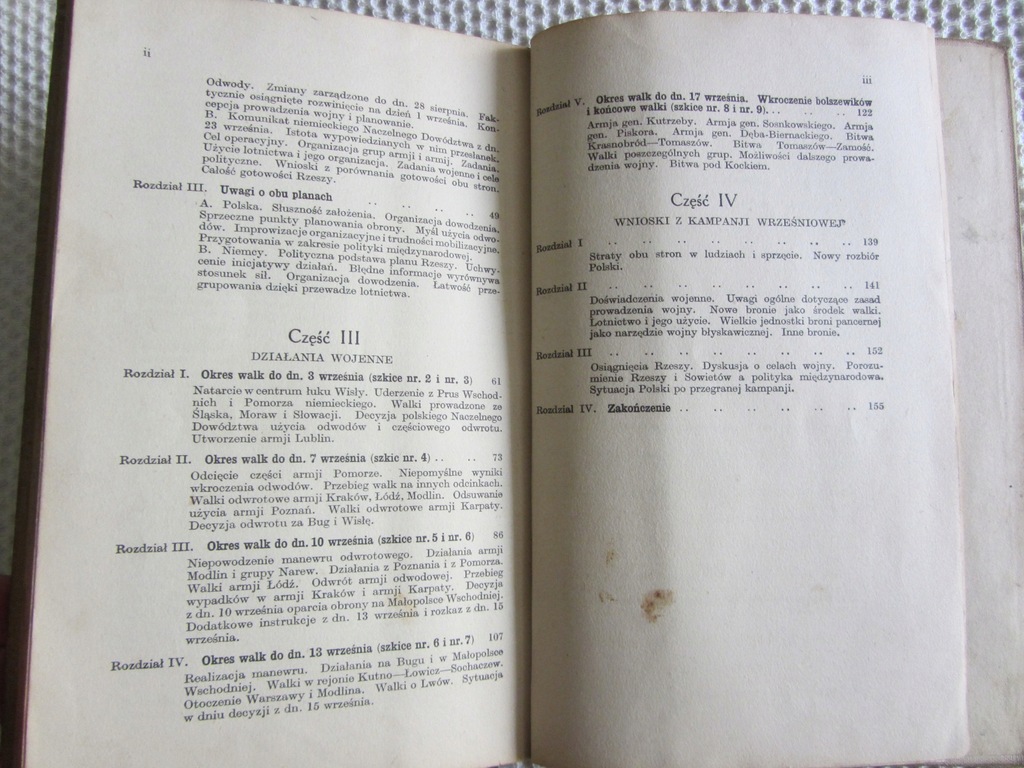 ii
Odwody. Zmiany zarządzone do dn. 28 sierpnia. Fak-
tycznie osiągnięte rozwinięcie na dzień 1 września. Kon-
cepcja prowadzenia wojny i planowanie.
B. Komunikat niemieckiego Naczelnego Dowództwa z dn.
23 września. Istota wypowiedzianych w nim przesłanek.
Cel operacyjny. Organizacja grup armji i armij. Zadania.
Użycie lotnictwa i jego organizacja. Zadania wojenne i cele
polityczne. Wnioski z porównania gotowości obu stron.
Całość gotowości Rzeszy.
Rozdział III. Uwagi o obu planach .. .. .. .. 49
A. Polska. Słuszność założenia. Organizacja dowodzenia.
Sprzeczne punkty planowania obrony. Myśl użycia odwo-
dów. Improwizacje organizacyjne i trudności mobilizacyjne.
Przygotowania w zakresie polityki międzynarodowej.
B. Niemcy. Polityczna podstawa planu Rzeszy. Uchwy-
cenie inicjatywy działań. Błędne informacje wyrównywa
stosunek sił. Organizacja dowodzenia. Łatwość prze-
grupowania dzięki przewadze lotnictwa.
Część III
DZIAŁANIA WOJENNE
Rozdział I. Okres walk do dn. 3 września (szkice nr. 2 i nr. 3) 61
Natarcie w centrum łuku Wisły. Uderzenie z Prus Wschod-
nich i Pomorza niemieckiego. Walki prowadzone ze
Śląska, Moraw i Słowacji. Decyzja polskiego Naczelnego
Dowództwa użycia odwodów i częściowego odwrotu.
Utworzenie armji Lublin.
Rozdział II. Okres walk do dn. 7 września (szkic nr. 4) .. .. 73
Odcięcie części armji Pomorze. Niepomyślne wyniki
wkroczenia odwodów. Przebieg walk na innych odcinkach.
Walki odwrotowe armji Kraków, Łódź, Modlin. Odsuwanie
użycia armji Poznań. Walki odwrotowe armji Karpaty.
Decyzja odwrotu za Bug i Wisłę.
Rozdział III. Okres walk do dn. 10 września (szkice nr. 5 i nr. 6) 86
Niepowodzenie manewru odwrotowego. Działania armji
Modlin i grupy Narew. Działania z Poznania i z Pomorza.
Walki armji Łódź. Odwrót armji odwodowej. Przebieg
wypadków w armji Kraków i armji Karpaty. Decyzja
z dn. 10 września oparcia obrony na Małopolsce Wschodniej.
Dodatkowe instrukcje z dn. 13 września i rozkaz z dn. 15
września.
Rozdział IV. Okres walk do dn. 13 września (szkice nr. 6 i nr. 7) 107
Realizacja manewru. Działania na Bugu i w Małopolsce
Wschodniej. Walki w rejonie Kutno—Łowicz—Sochaczew.
Otoczenie Warszawy i Modlina. Walki o Lwów. Sytuacja
w dniu decyzji z dn. 15 września.
iii
Rozdział V. Okres walk do dn. 17 września. Wkroczenie bolszewików
i końcowe walki (szkice nr. 8 i nr. 9).. .. .. .. 122
Armja gen. Kutrzeby. Armja gen. Sosnkowskiego. Armja
gen. Piskora. Armja gen. Dęba-Biernackiego. Bitwa
Krasnobród—Tomaszów. Bitwa Tomaszów—Zamość.
Walki poszczególnych grup. Możliwości dalszego prowa-
dzenia wojny. Bitwa pod Kockiem.
Część IV
WNIOSKI Z KAMPANJI WRZEŚNIOWEJ
Rozdział I .. .. .. .. .. .. .. .. .. 139
Straty obu stron w ludziach i sprzęcie. Nowy rozbiór
Polski.
Rozdział II .. .. .. .. .. .. .. .. .. 141
Doświadczenia wojenne. Uwagi ogólne dotyczące zasad
prowadzenia wojny. Nowe bronie jako środek walki.
Lotnictwo i jego użycie. Wielkie jednostki broni pancernej
jako narzędzie wojny błyskawicznej. Inne bronie.
Rozdział III .. .. .. .. .. .. .. .. .. 152
Osiągnięcia Rzeszy. Dyskusja o celach wojny. Porozu-
mienie Rzeszy i Sowietów a polityka międzynarodowa.
Sytuacja Polski po przegranej kampanji.
Rozdział IV. Zakończenie .. .. .. .. .. .. 155